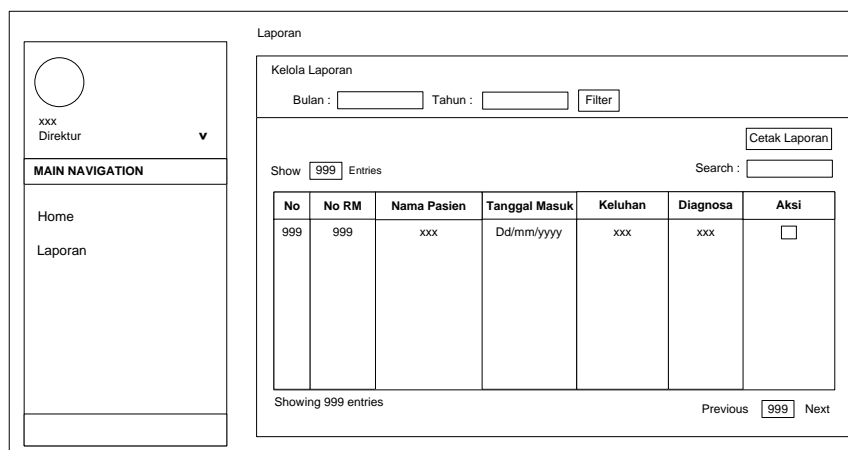 Laporan
xxx
Direktur v
MAIN NAVIGATION
Home
Laporan
Kelola Laporan
Bulan : Tahun : Filter
Cetak Laporan
Show 999 Entries Search :
No No RM Nama Pasien Tanggal Masuk Keluhan Diagnosa Aksi
999 999 xxx Dd/mm/yyyy xxx xxx
Showing 999 entries
Previous 999 Next